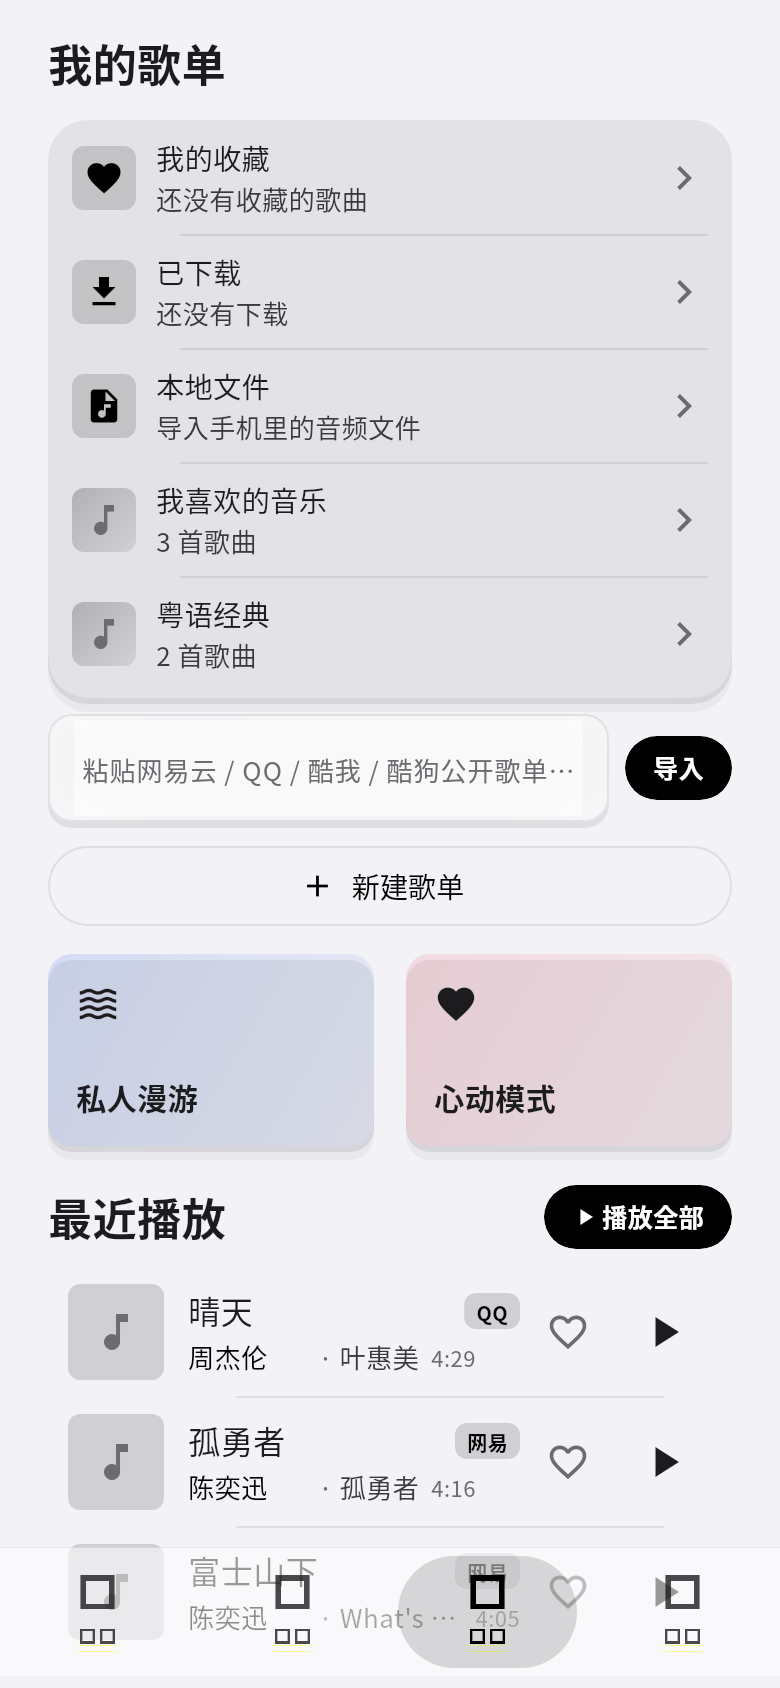 我的歌单
我的收藏
还没有收藏的歌曲
已下载
还没有下载
本地文件
导入手机里的音频文件
我喜欢的音乐
3 首歌曲
粤语经典
2 首歌曲
粘贴网易云 / QQ / 酷我 / 酷狗公开歌单…
导入
新建歌单
私人漫游
心动模式
最近播放
播放全部
晴天
QQ
周杰伦 · 叶惠美 4:29
孤勇者
网易
陈奕迅 · 孤勇者 4:16
富士山下
网易
陈奕迅 · What's … 4:05